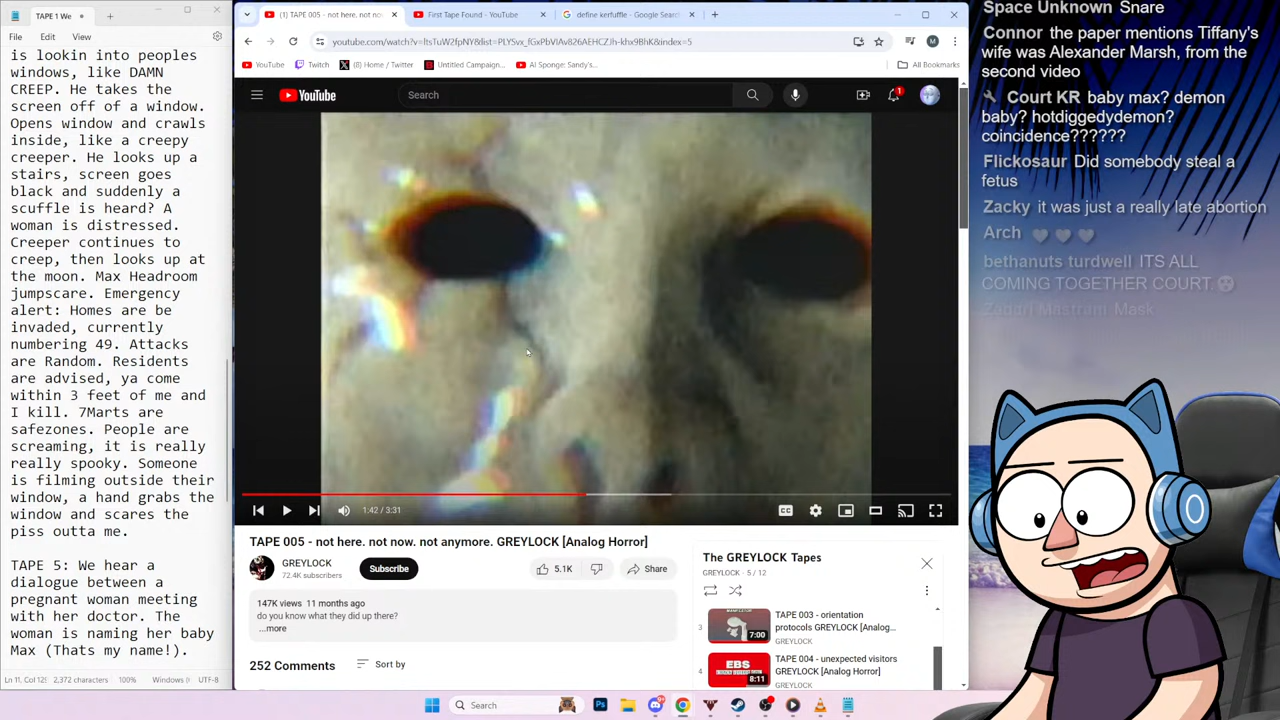 TAPE 1 We
File
Edit
View
is lookin into peoples
windows, like DAMN
CREEP. He takes the
screen off of a window.
Opens window and crawls
inside, like a creepy
creeper. He looks up a
stairs, screen goes
black and suddenly a
scuffle is heard? A
woman is distressed.
Creeper continues to
creep, then looks up at
the moon. Max Headroom
jumpscare. Emergency
alert: Homes are be
invaded, currently
numbering 49. Attacks
are Random. Residents
are advised, ya come
within 3 feet of me and
I kill. 7Marts are
safezones. People are
screaming, it is really
really spooky. Someone
is filming outside their
window, a hand grabs the
window and scares the
piss outta me.
TAPE 5: We hear a
dialogue between a
pregnant woman meeting
with her doctor. The
woman is naming her baby
Max (Thats my name!).
100%
Windows (
UTF-8
(1) TAPE 005 - not here. not no
First Tape Found - YouTube
define kerfuffle - Google Search
youtube.com/watch?v=ltsTuW2fpNY&list=PLYSvx_fGxPbVIAv826AEHCZJh-khx9BhK&index=5
YouTube
Twitch
(8) Home / Twitter
Untitled Campaign...
AI Sponge: Sandy's...
All Bookmarks
M
YouTube
Search
1
1:42 / 3:31
CC
TAPE 005 - not here. not now. not anymore. GREYLOCK [Analog Horror]
GREYLOCK
72.4K subscribers
Subscribe
5.1K
Share
147K views 11 months ago
do you know what they did up there?
...more
252 Comments
Sort by
The GREYLOCK Tapes
GREYLOCK - 5 / 12
3
7:00
TAPE 003 - orientation
protocols GREYLOCK [Analog...
GREYLOCK
4
EBS
8:11
TAPE 004 - unexpected visitors
GREYLOCK [Analog Horror]
GREYLOCK
Search
Space Unknown Snare
Connor the paper mentions Tiffany's
wife was Alexander Marsh, from the
second video
Court KR baby max? demon
baby? hotdiggedydemon?
coincidence??????
Flickosaur Did somebody steal a
fetus
Zacky it was just a really late abortion
Arch
bethanuts turdwell ITS ALL
COMING TOGETHER COURT.
Mask